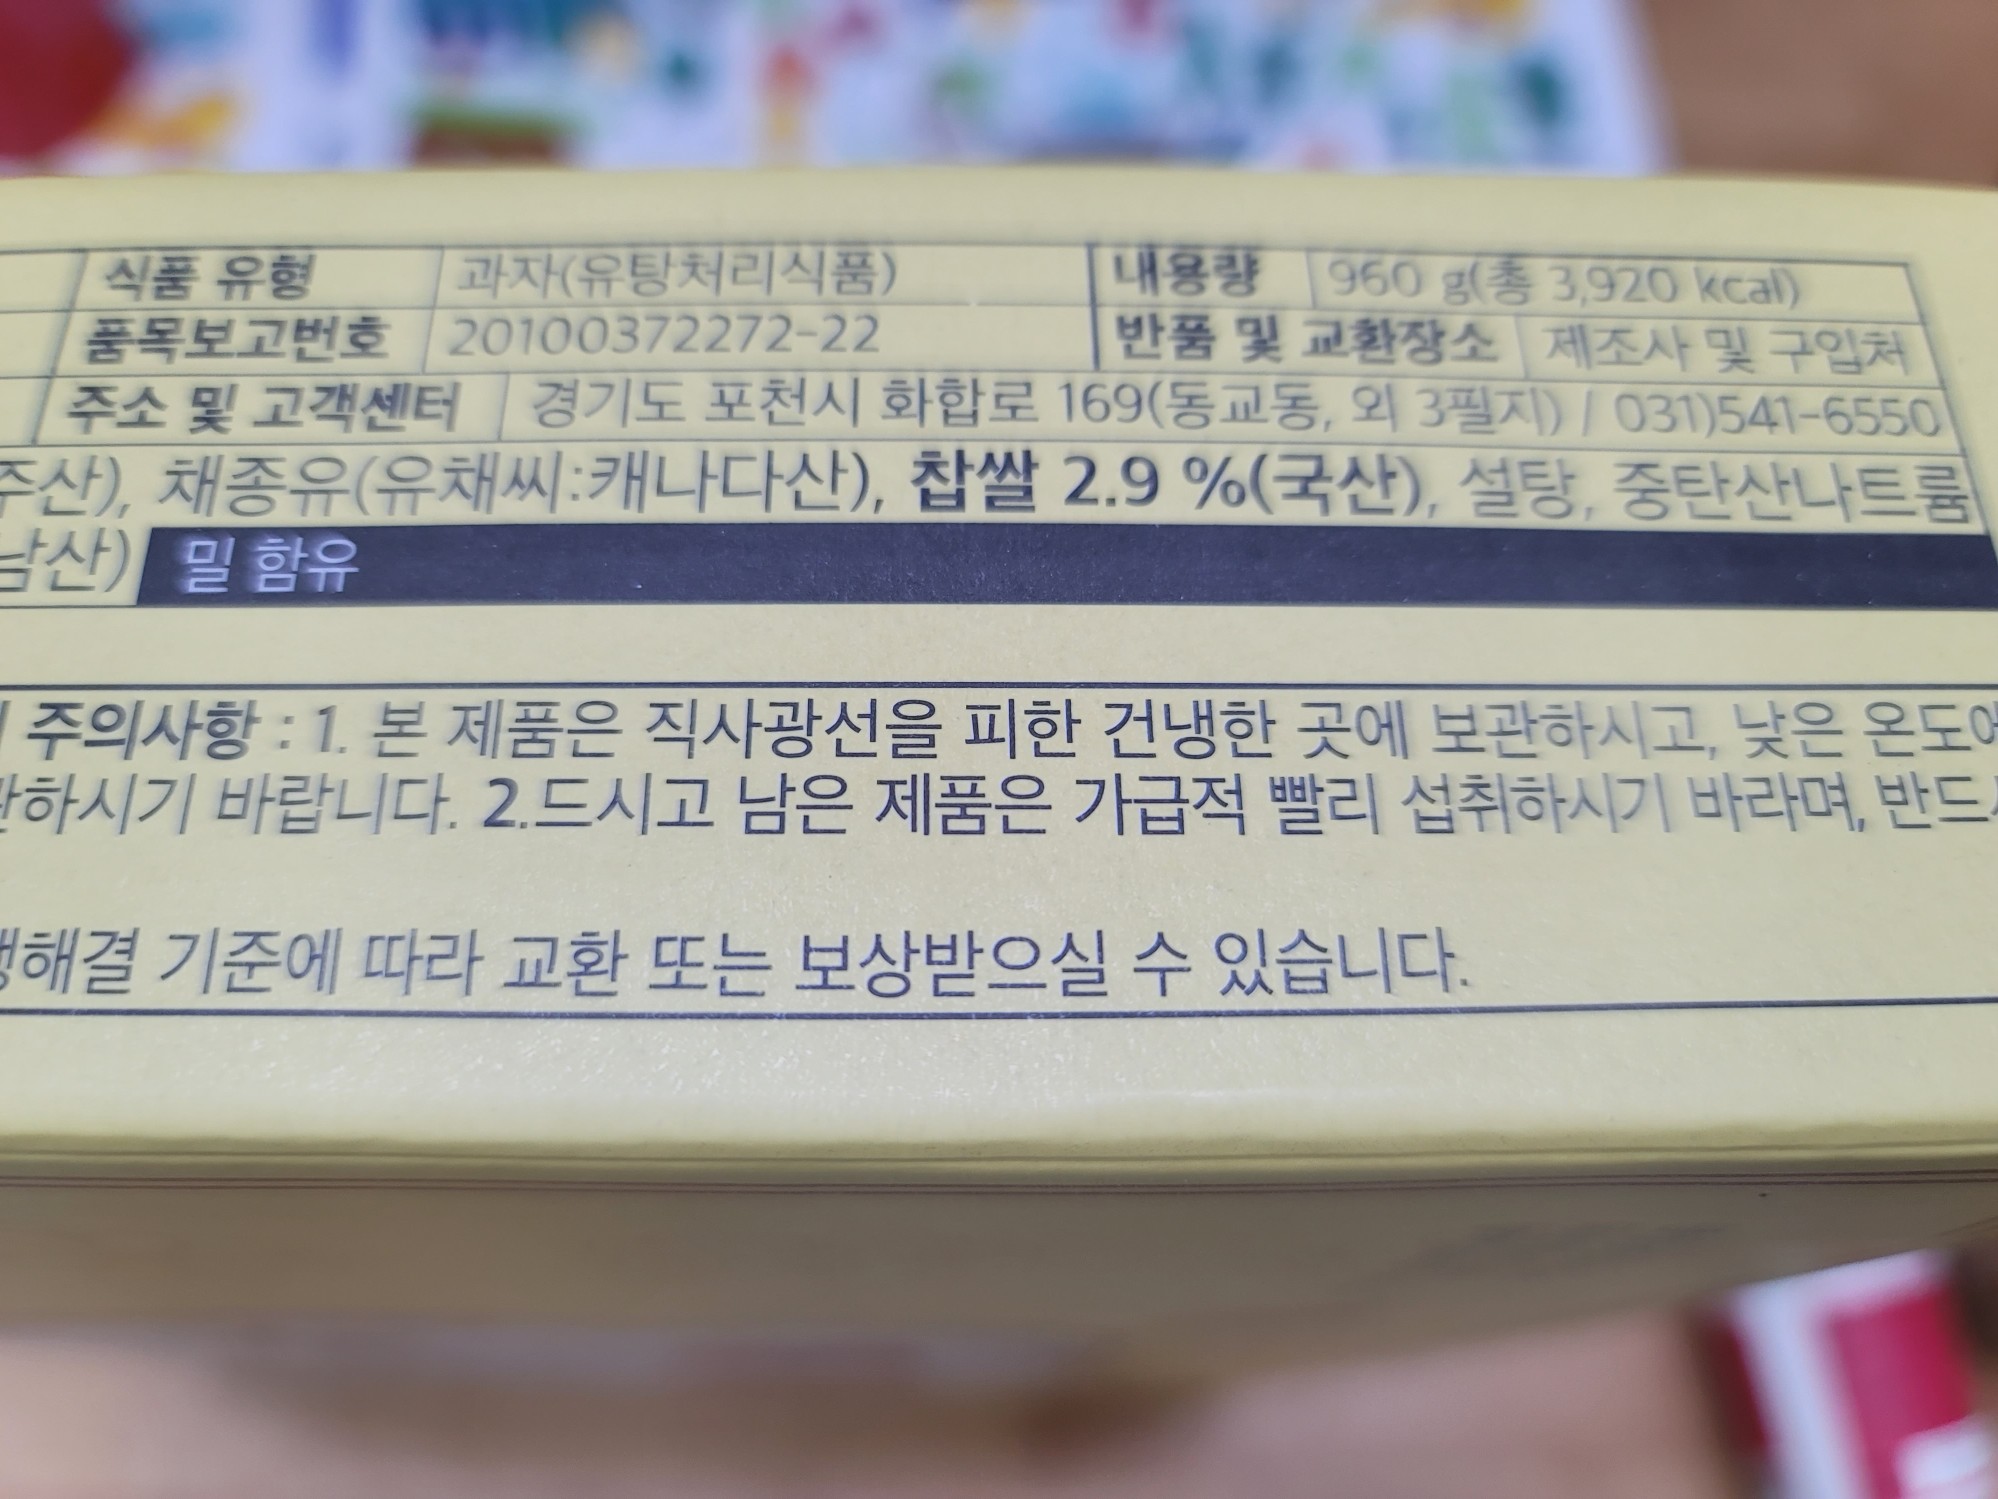 식품 유형 과자(유탕처리식품) 내용량 960 g(총 3,920 kcal)
품목보고번호 20100372272-22 반품 및 교환장소 제조사 및 구입처
주소 및 고객센터 경기도 포천시 화합로 169(동교동, 외 3필지) / 031)541-6550
주산), 채종유(유채씨:캐나다산), 찹쌀 2.9 %(국산), 설탕, 중탄산나트륨
남산) 밀 함유
주의사항 : 1. 본 제품은 직사광선을 피한 건냉한 곳에 보관하시고, 낮은 온도에
관하시기 바랍니다. 2.드시고 남은 제품은 가급적 빨리 섭취하시기 바라며, 반드시
쟁해결 기준에 따라 교환 또는 보상받으실 수 있습니다.